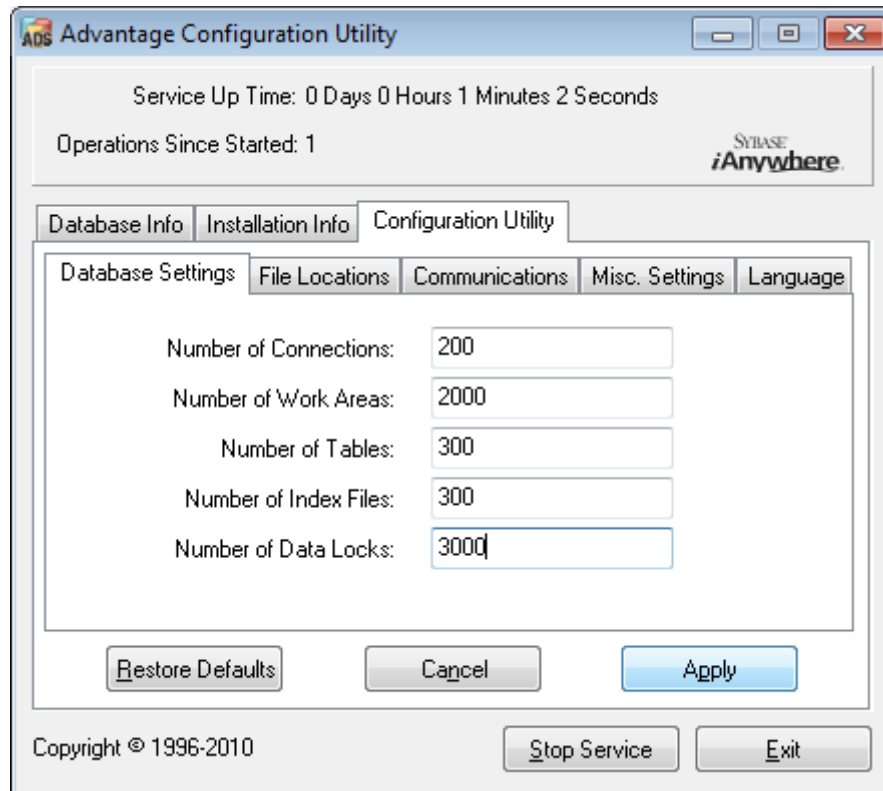 ADS Advantage Configuration Utility
Service Up Time: 0 Days 0 Hours 1 Minutes 2 Seconds
Operations Since Started: 1
SYBASE
iAnywhere.
Database Info Installation Info Configuration Utility
Database Settings File Locations Communications Misc. Settings Language
Number of Connections: 200
Number of Work Areas: 2000
Number of Tables: 300
Number of Index Files: 300
Number of Data Locks: 3000
Restore Defaults Cancel Apply
Copyright © 1996-2010 Stop Service Exit